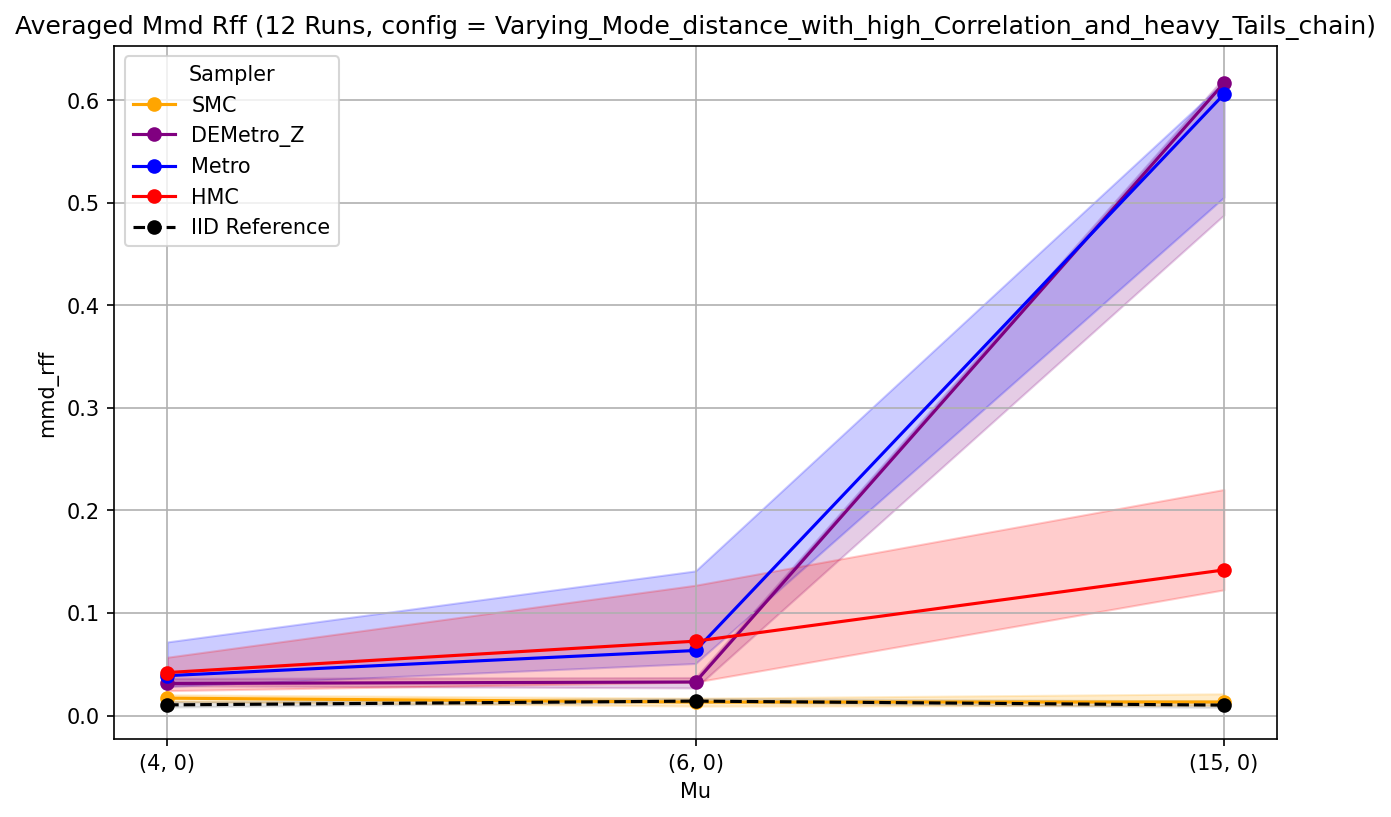 Averaged Mmd Rff (12 Runs, config = Varying_Mode_distance_with_high_Correlation_and_heavy_Tails_chain)
Sampler
SMC
DEMetro_Z
Metro
HMC
IID Reference
mmd_rff
0.6
0.5
0.4
0.3
0.2
0.1
0.0
(4, 0)
(6, 0)
(15, 0)
Mu